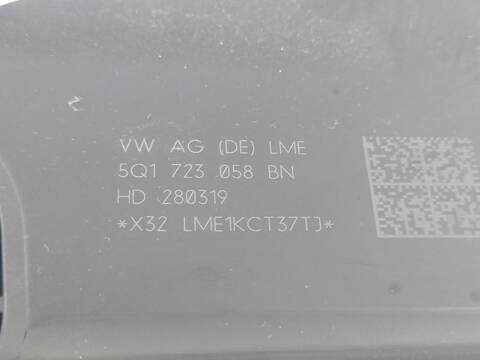 VW AG (DE) LME
5Q1 723 058 BN
HD 280319
*X32 LME1KCT37TJ*